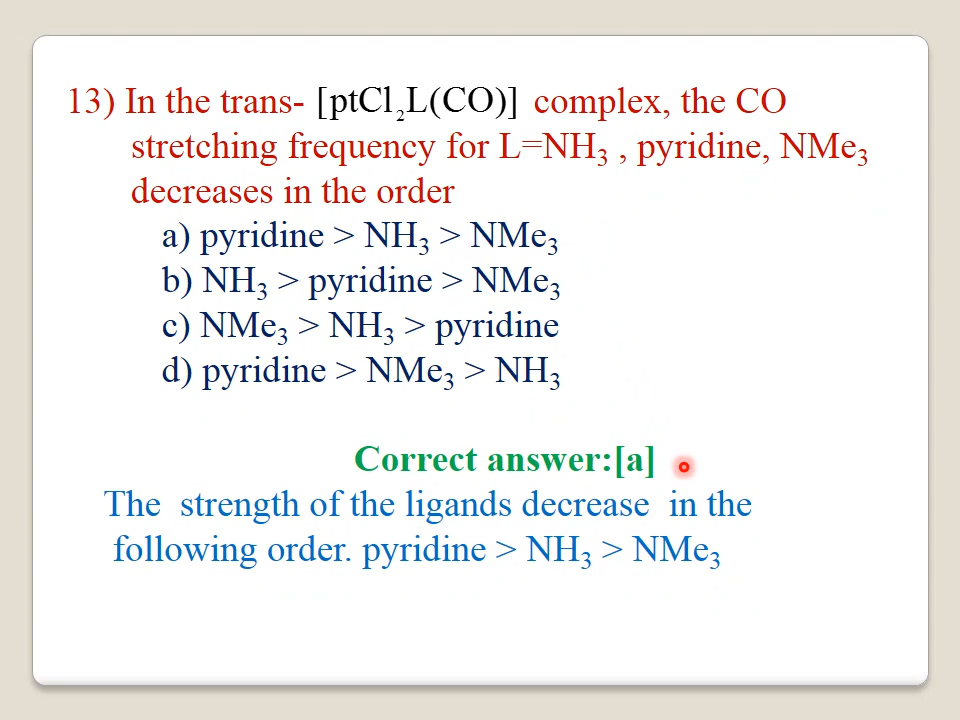 13) In the trans- [ptCl₂L(CO)] complex, the CO
stretching frequency for L=NH₃ , pyridine, NMe₃
decreases in the order
a) pyridine > NH₃ > NMe₃
b) NH₃ > pyridine > NMe₃
c) NMe₃ > NH₃ > pyridine
d) pyridine > NMe₃ > NH₃
Correct answer:[a]
The strength of the ligands decrease in the
following order. pyridine > NH₃ > NMe₃